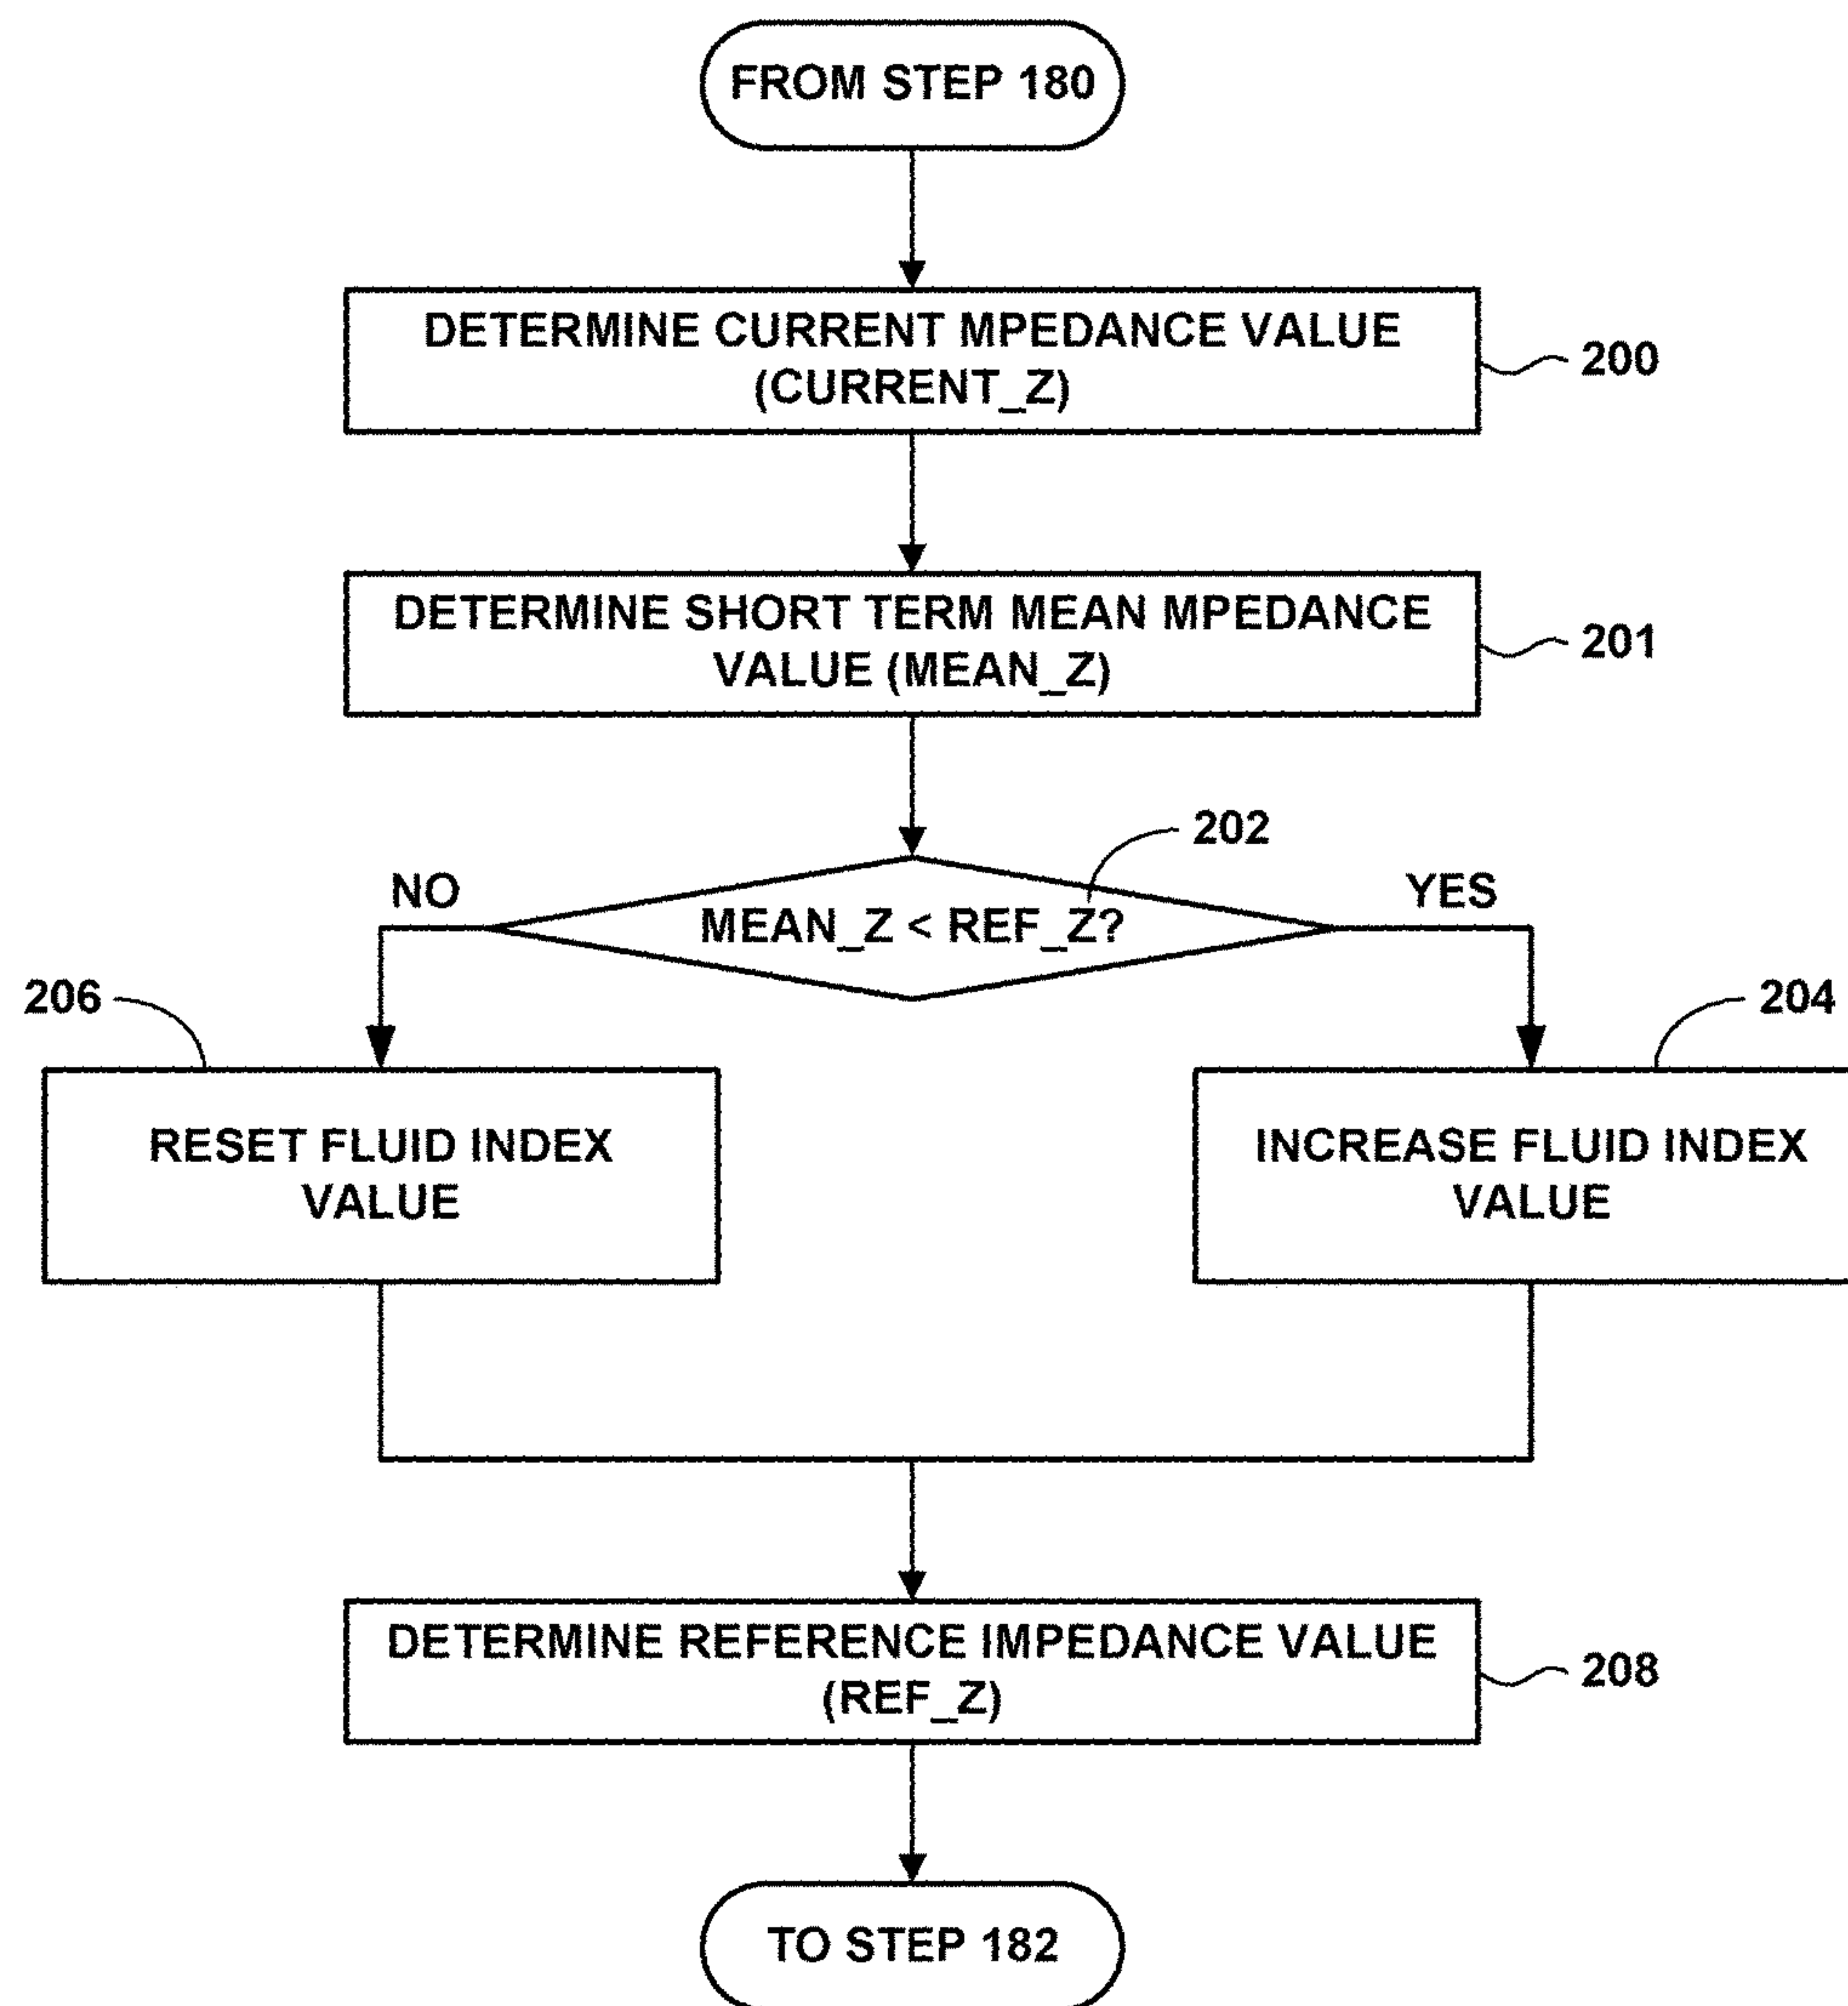 FROM STEP 180
DETERMINE CURRENT MPEDANCE VALUE
(CURRENT_Z)
200
DETERMINE SHORT TERM MEAN MPEDANCE
VALUE (MEAN_Z)
201
202
NO
MEAN_Z < REF_Z?
YES
206
204
RESET FLUID INDEX
VALUE
INCREASE FLUID INDEX
VALUE
DETERMINE REFERENCE IMPEDANCE VALUE
(REF_Z)
208
TO STEP 182